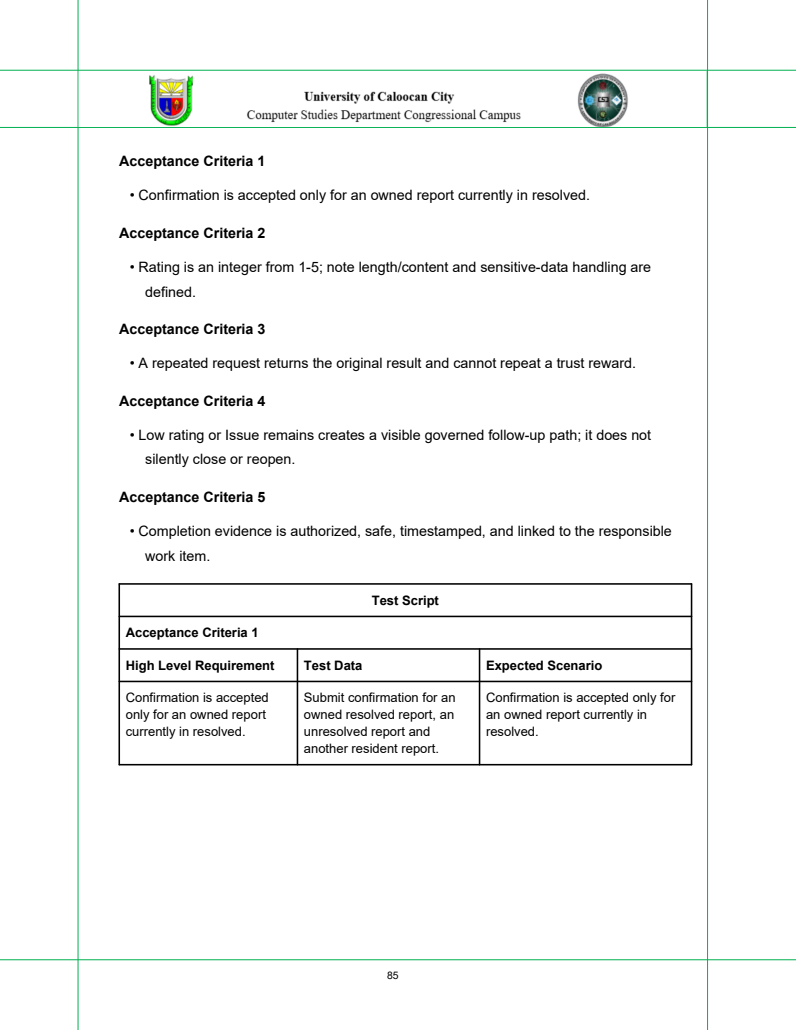 University of Caloocan City
Computer Studies Department Congressional Campus
Acceptance Criteria 1
• Confirmation is accepted only for an owned report currently in resolved.
Acceptance Criteria 2
• Rating is an integer from 1-5; note length/content and sensitive-data handling are
defined.
Acceptance Criteria 3
• A repeated request returns the original result and cannot repeat a trust reward.
Acceptance Criteria 4
• Low rating or Issue remains creates a visible governed follow-up path; it does not
silently close or reopen.
Acceptance Criteria 5
• Completion evidence is authorized, safe, timestamped, and linked to the responsible
work item.
Test Script
Acceptance Criteria 1
High Level Requirement
Test Data
Expected Scenario
Confirmation is accepted
only for an owned report
currently in resolved.
Submit confirmation for an
owned resolved report, an
unresolved report and
another resident report.
Confirmation is accepted only for
an owned report currently in
resolved.
85